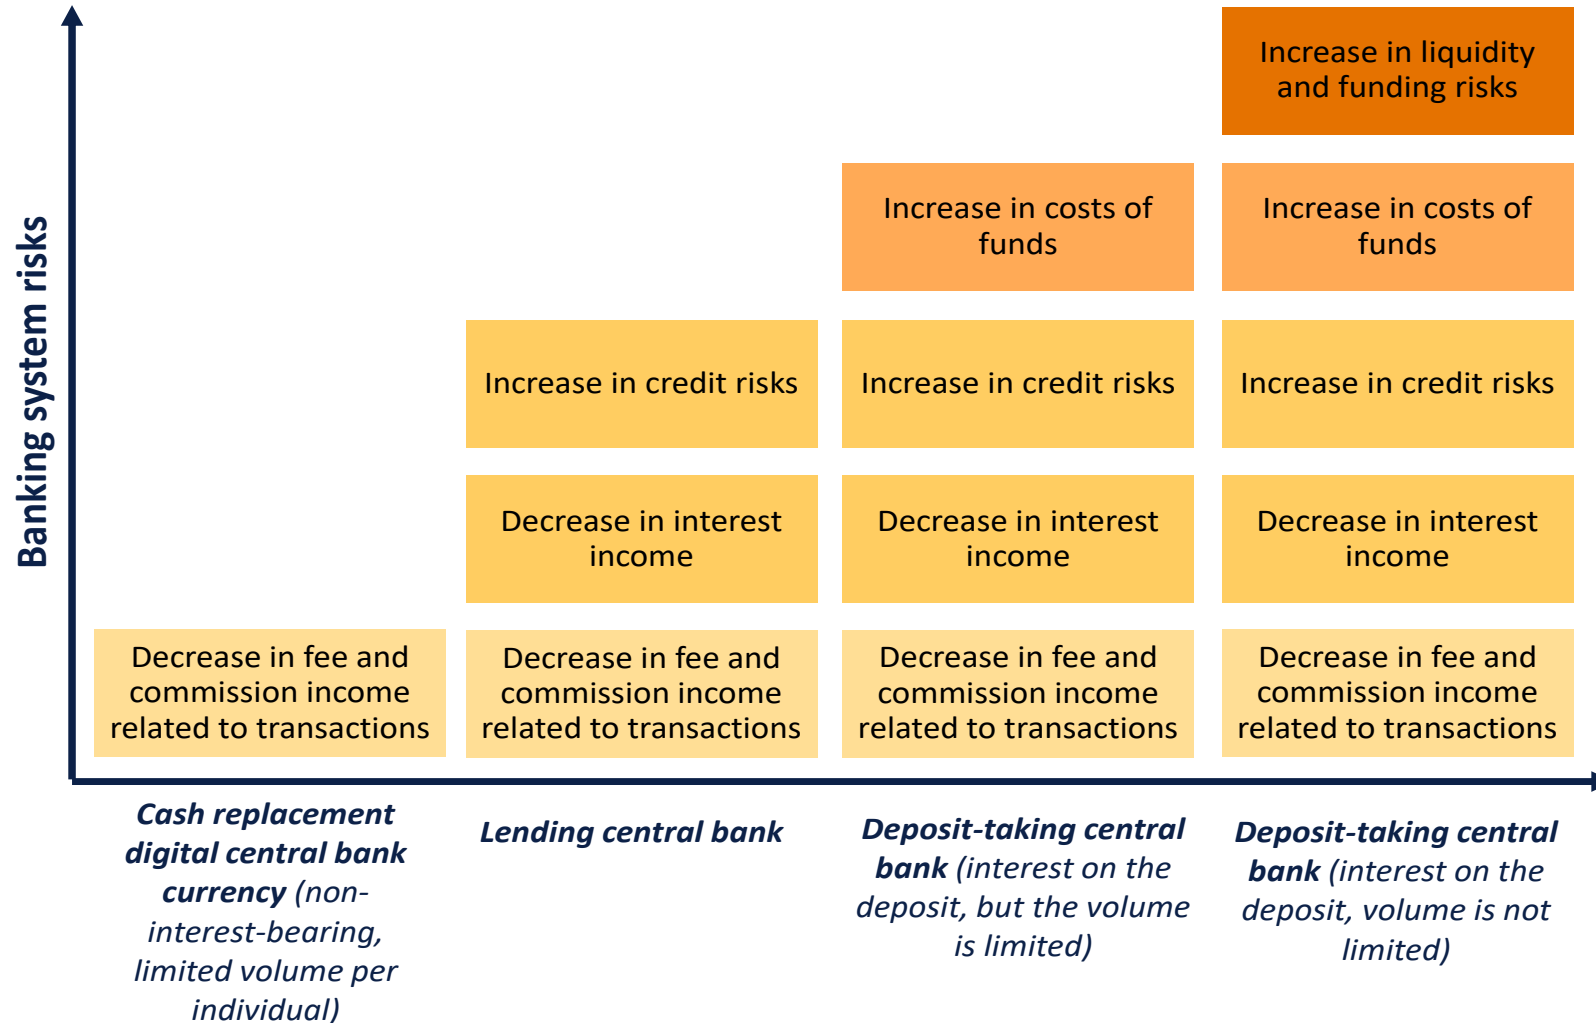 Banking system risks
Increase in liquidity
and funding risks
Increase in costs of
funds
Increase in costs of
funds
Increase in credit risks
Increase in credit risks
Increase in credit risks
Decrease in interest
income
Decrease in interest
income
Decrease in interest
income
Decrease in fee and
commission income
related to transactions
Decrease in fee and
commission income
related to transactions
Decrease in fee and
commission income
related to transactions
Decrease in fee and
commission income
related to transactions
Cash replacement
digital central bank
currency (non-
interest-bearing,
limited volume per
individual)
Lending central bank
Deposit-taking central
bank (interest on the
deposit, but the volume
is limited)
Deposit-taking central
bank (interest on the
deposit, volume is not
limited)